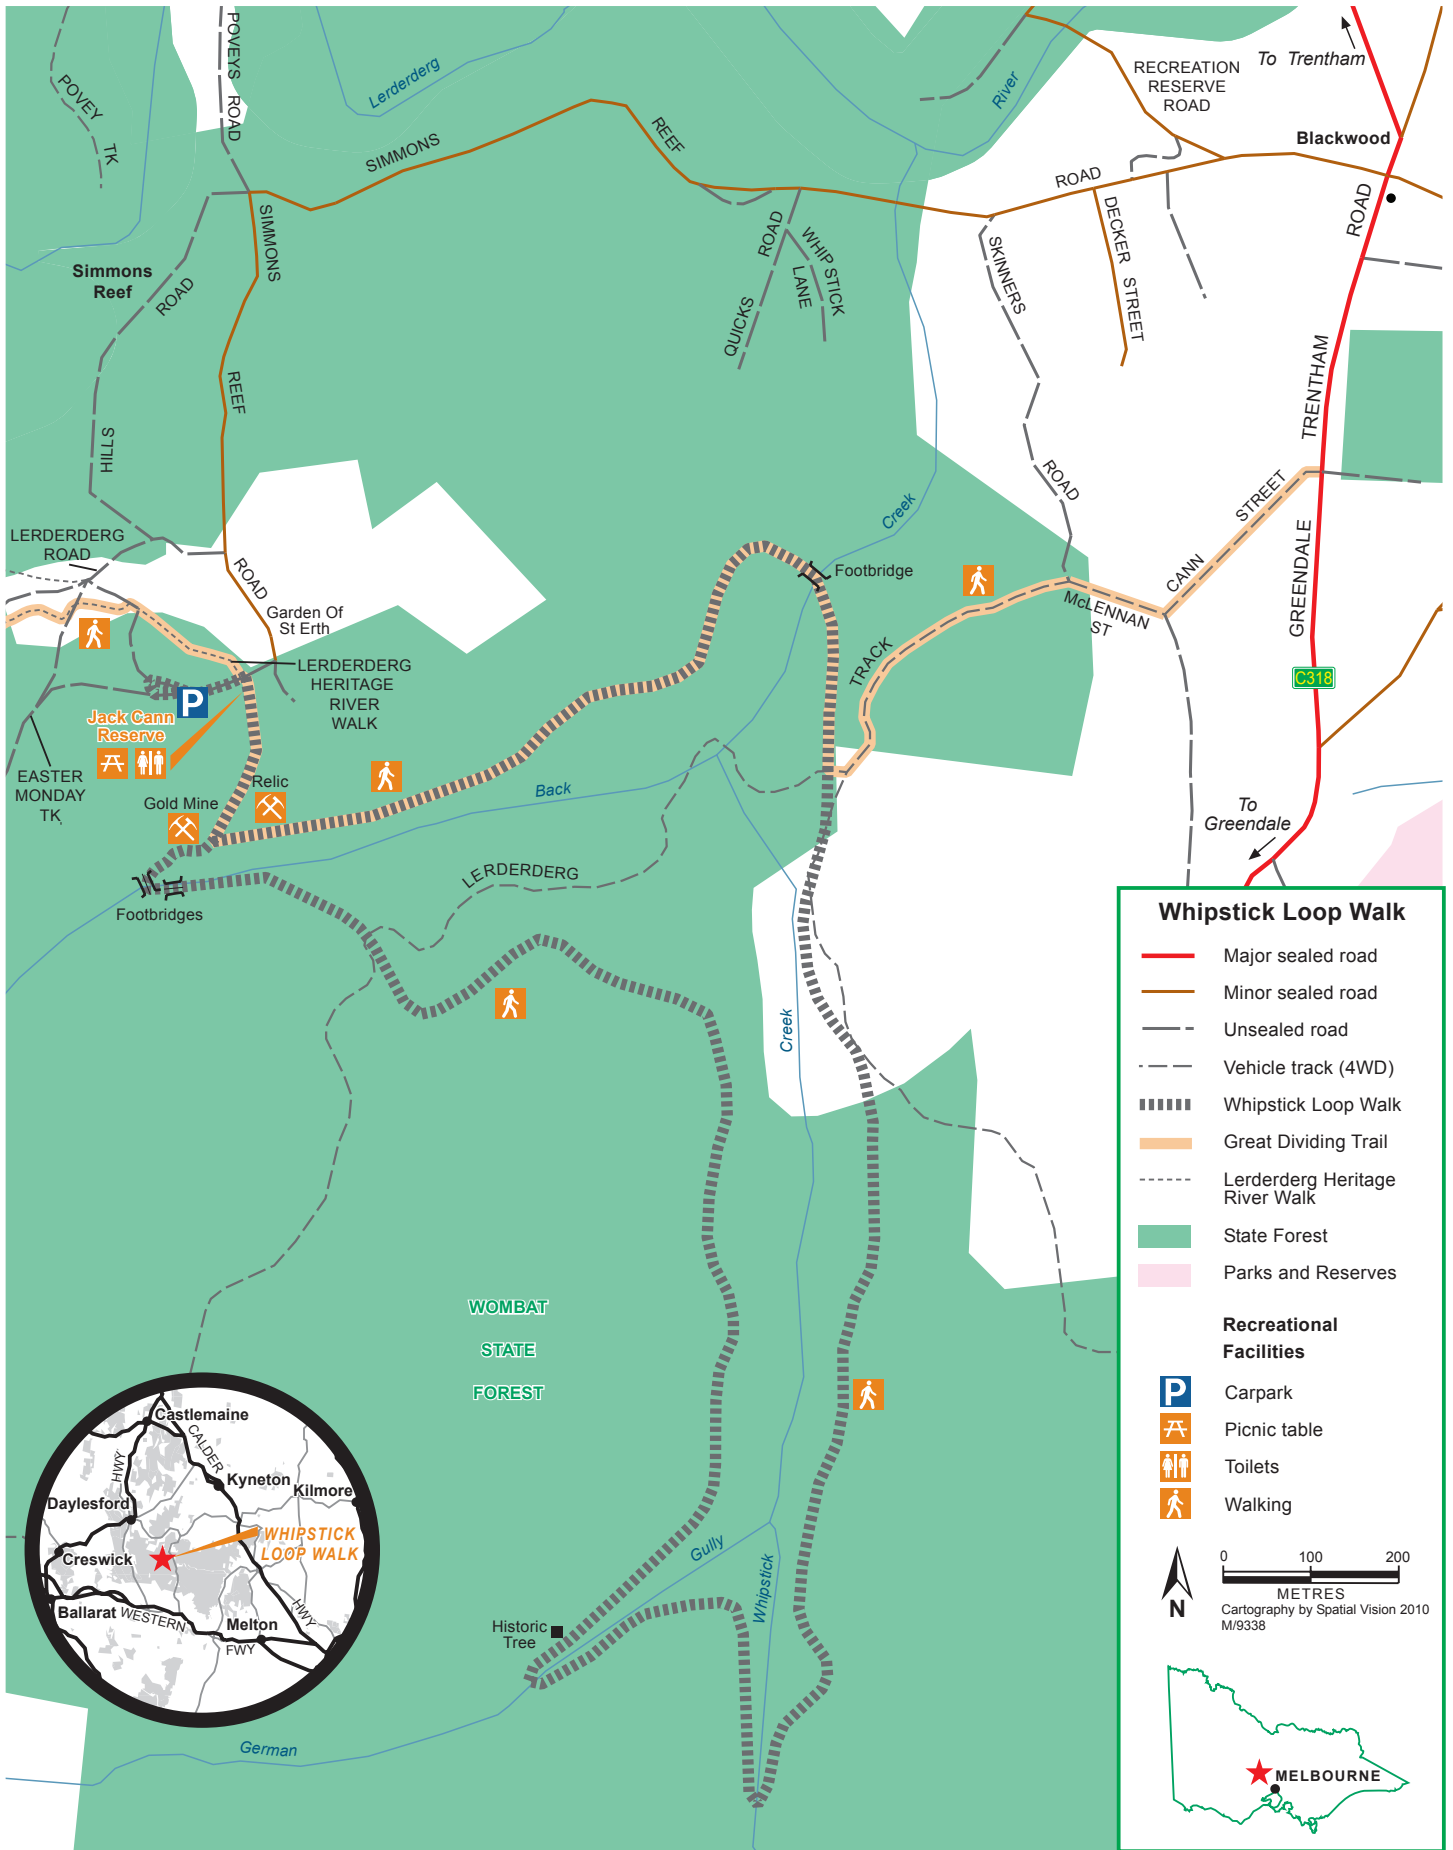 POVEYS ROAD
POVEY
TK
Lerderderg
River
To Trentham
RECREATION
RESERVE
ROAD
Blackwood
SIMMONS
REEF
ROAD
ROAD
SIMMONS
Simmons
Reef
ROAD
QUICKS
ROAD
WHIP STICK
LANE
SKINNERS
DECKER STREET
REEF
TRENTHAM
HILLS
ROAD
STREET
Creek
LERDERDERG
ROAD
ROAD
Footbridge
CANN
GREENDALE
McLENNAN
ST
Garden Of
St Erth
LERDERDERG
HERITAGE
RIVER
WALK
TRACK
C318
P
Jack Cann
Reserve
EASTER
MONDAY
TK
Relic
Gold Mine
Back
To
Greendale
LERDERDERG
Footbridges
Creek
WOMBAT
STATE
FOREST
Gully
Whipstick
Historic
Tree
German
Castlemaine
CALDER
HWY
Kyneton
Kilmore
Daylesford
WHIPSTICK
LOOP WALK
Creswick
HWY
Ballarat
WESTERN
Melton
FWY
Whipstick Loop Walk
Major sealed road
Minor sealed road
Unsealed road
Vehicle track (4WD)
Whipstick Loop Walk
Great Dividing Trail
Lerderderg Heritage
River Walk
State Forest
Parks and Reserves
Recreational
Facilities
P
Carpark
Picnic table
Toilets
Walking
0 100 200
METRES
N
Cartography by Spatial Vision 2010
M/9338
MELBOURNE